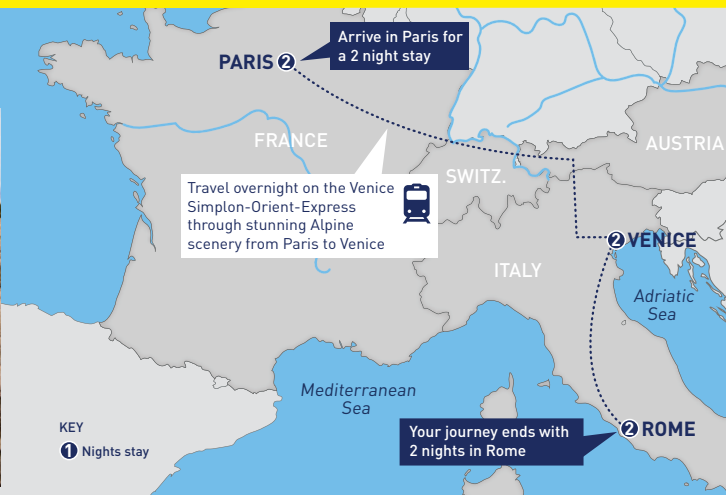 Arrive in Paris for
a 2 night stay
PARIS 2
FRANCE
AUSTRIA
SWITZ.
Travel overnight on the Venice
Simplon-Orient-Express
through stunning Alpine
scenery from Paris to Venice
2 VENICE
ITALY
Adriatic
Sea
Mediterranean
Sea
KEY
1 Nights stay
Your journey ends with
2 nights in Rome
2 ROME